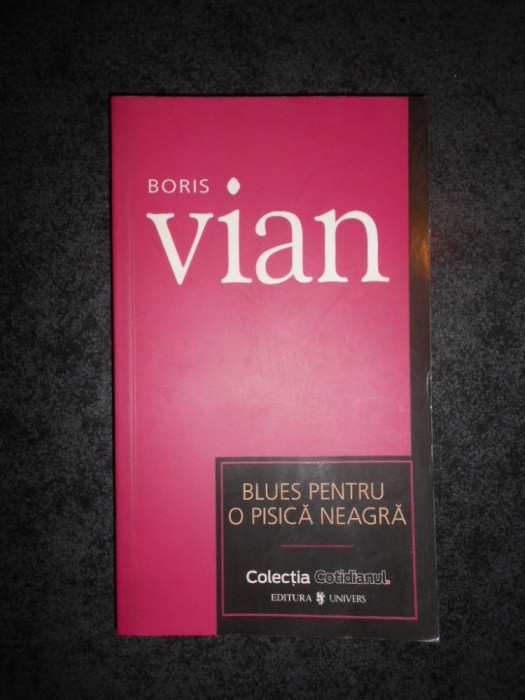 BORIS
vian
BLUES PENTRU
O PISICĂ NEAGRĂ
Colecția Cotidianul.
EDITURA UNIVERS